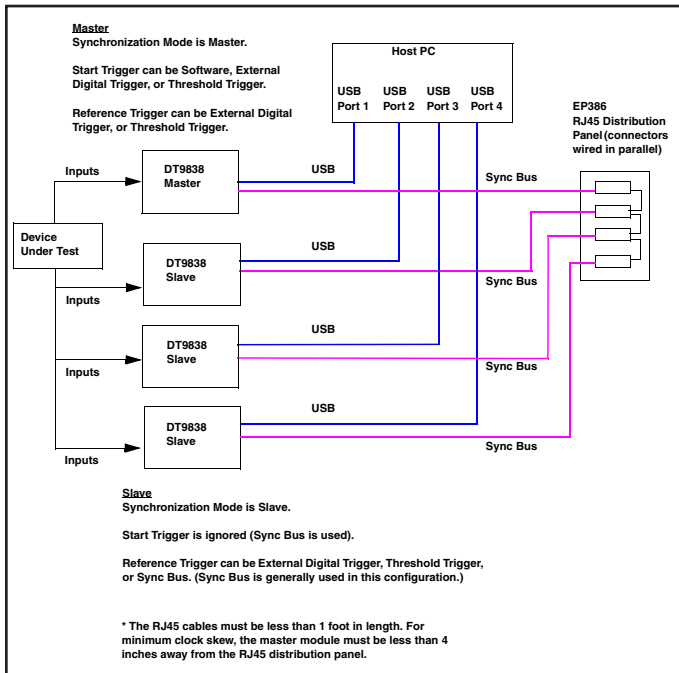 Master
Synchronization Mode is Master.
Start Trigger can be Software, External
Digital Trigger, or Threshold Trigger.
Reference Trigger can be External Digital
Trigger, or Threshold Trigger.
Host PC
USB
Port 1
USB
Port 2
USB
Port 3
USB
Port 4
EP386
RJ45 Distribution
Panel (connectors
wired in parallel)
Inputs
DT9838
Master
USB
Sync Bus
Device
Under Test
DT9838
Slave
USB
Inputs
Sync Bus
DT9838
Slave
USB
Inputs
Sync Bus
DT9838
Slave
USB
Inputs
Sync Bus
Slave
Synchronization Mode is Slave.
Start Trigger is ignored (Sync Bus is used).
Reference Trigger can be External Digital Trigger, Threshold Trigger,
or Sync Bus. (Sync Bus is generally used in this configuration.)
* The RJ45 cables must be less than 1 foot in length. For
minimum clock skew, the master module must be less than 4
inches away from the RJ45 distribution panel.